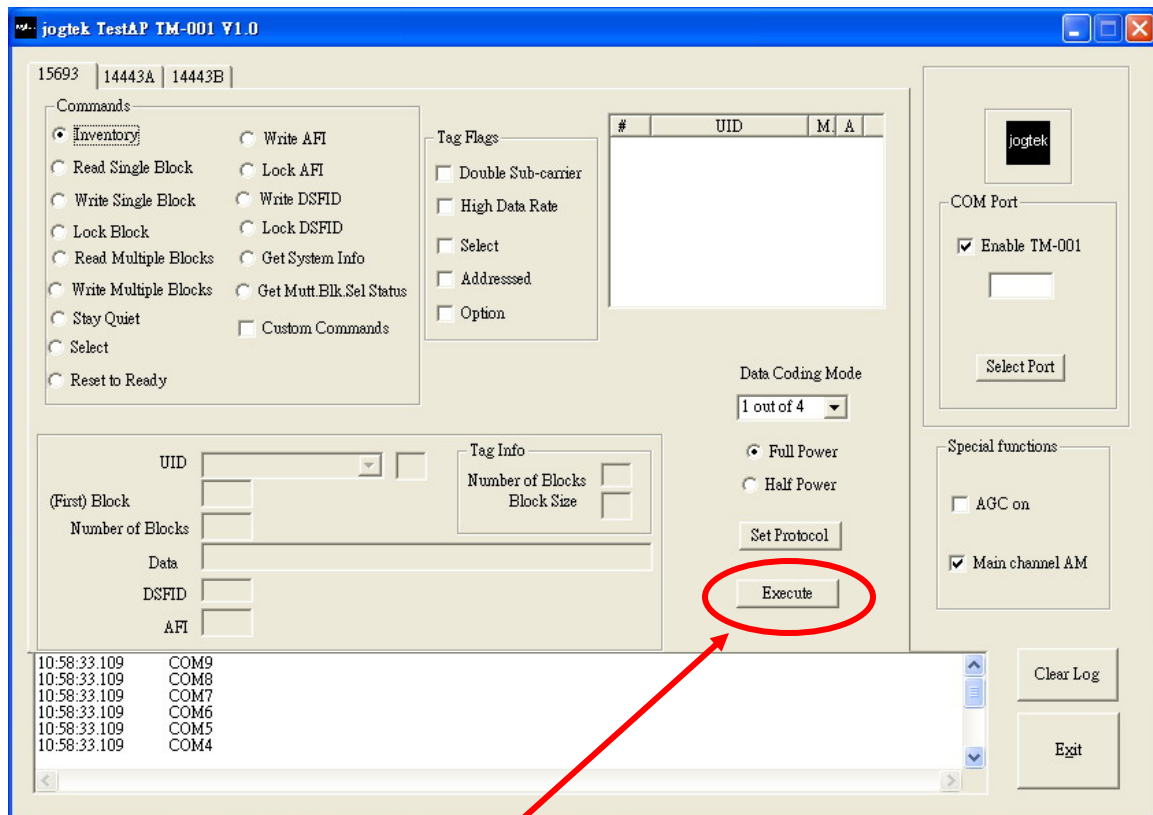 jogtek TestAP TM-001 V1.0
15693 14443A 14443B
Commands
Inventory
Read Single Block
Write Single Block
Lock Block
Read Multiple Blocks
Write Multiple Blocks
Stay Quiet
Select
Reset to Ready
Write AFI
Lock AFI
Write DSFID
Lock DSFID
Get System Info
Get Mutt.Blk.Sel Status
Custom Commands
Tag Flags
Double Sub-carrier
High Data Rate
Select
Addresssed
Option
# UID M. A
jogtek
COM Port
Enable TM-001
Select Port
Data Coding Mode
1 out of 4
Full Power
Half Power
Set Protocol
Execute
UID
(First) Block
Number of Blocks
Data
DSFID
AFI
Tag Info
Number of Blocks
Block Size
Special functions
AGC on
Main channel AM
10:58:33.109 COM9
10:58:33.109 COM8
10:58:33.109 COM7
10:58:33.109 COM6
10:58:33.109 COM5
10:58:33.109 COM4
Clear Log
Exit